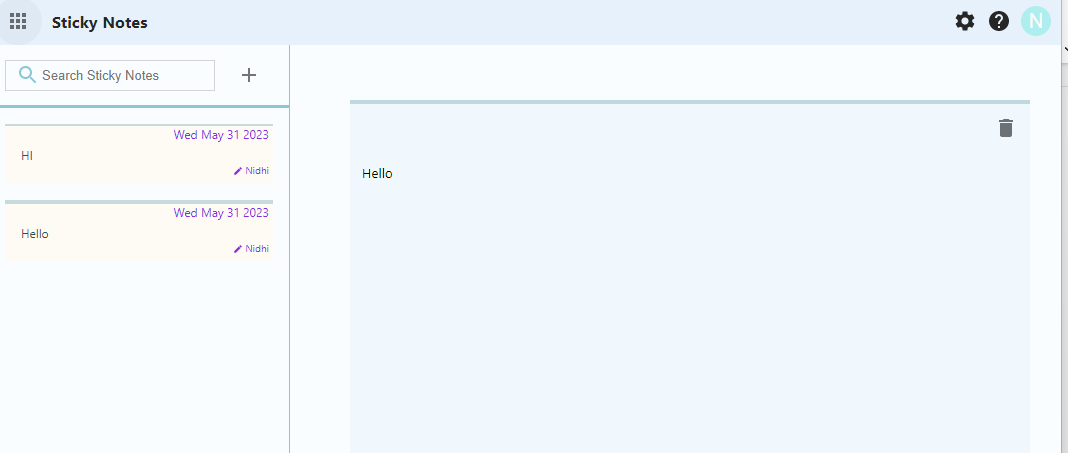 Sticky Notes
N
Search Sticky Notes
Wed May 31 2023
HI
Nidhi
Wed May 31 2023
Hello
Nidhi
Hello